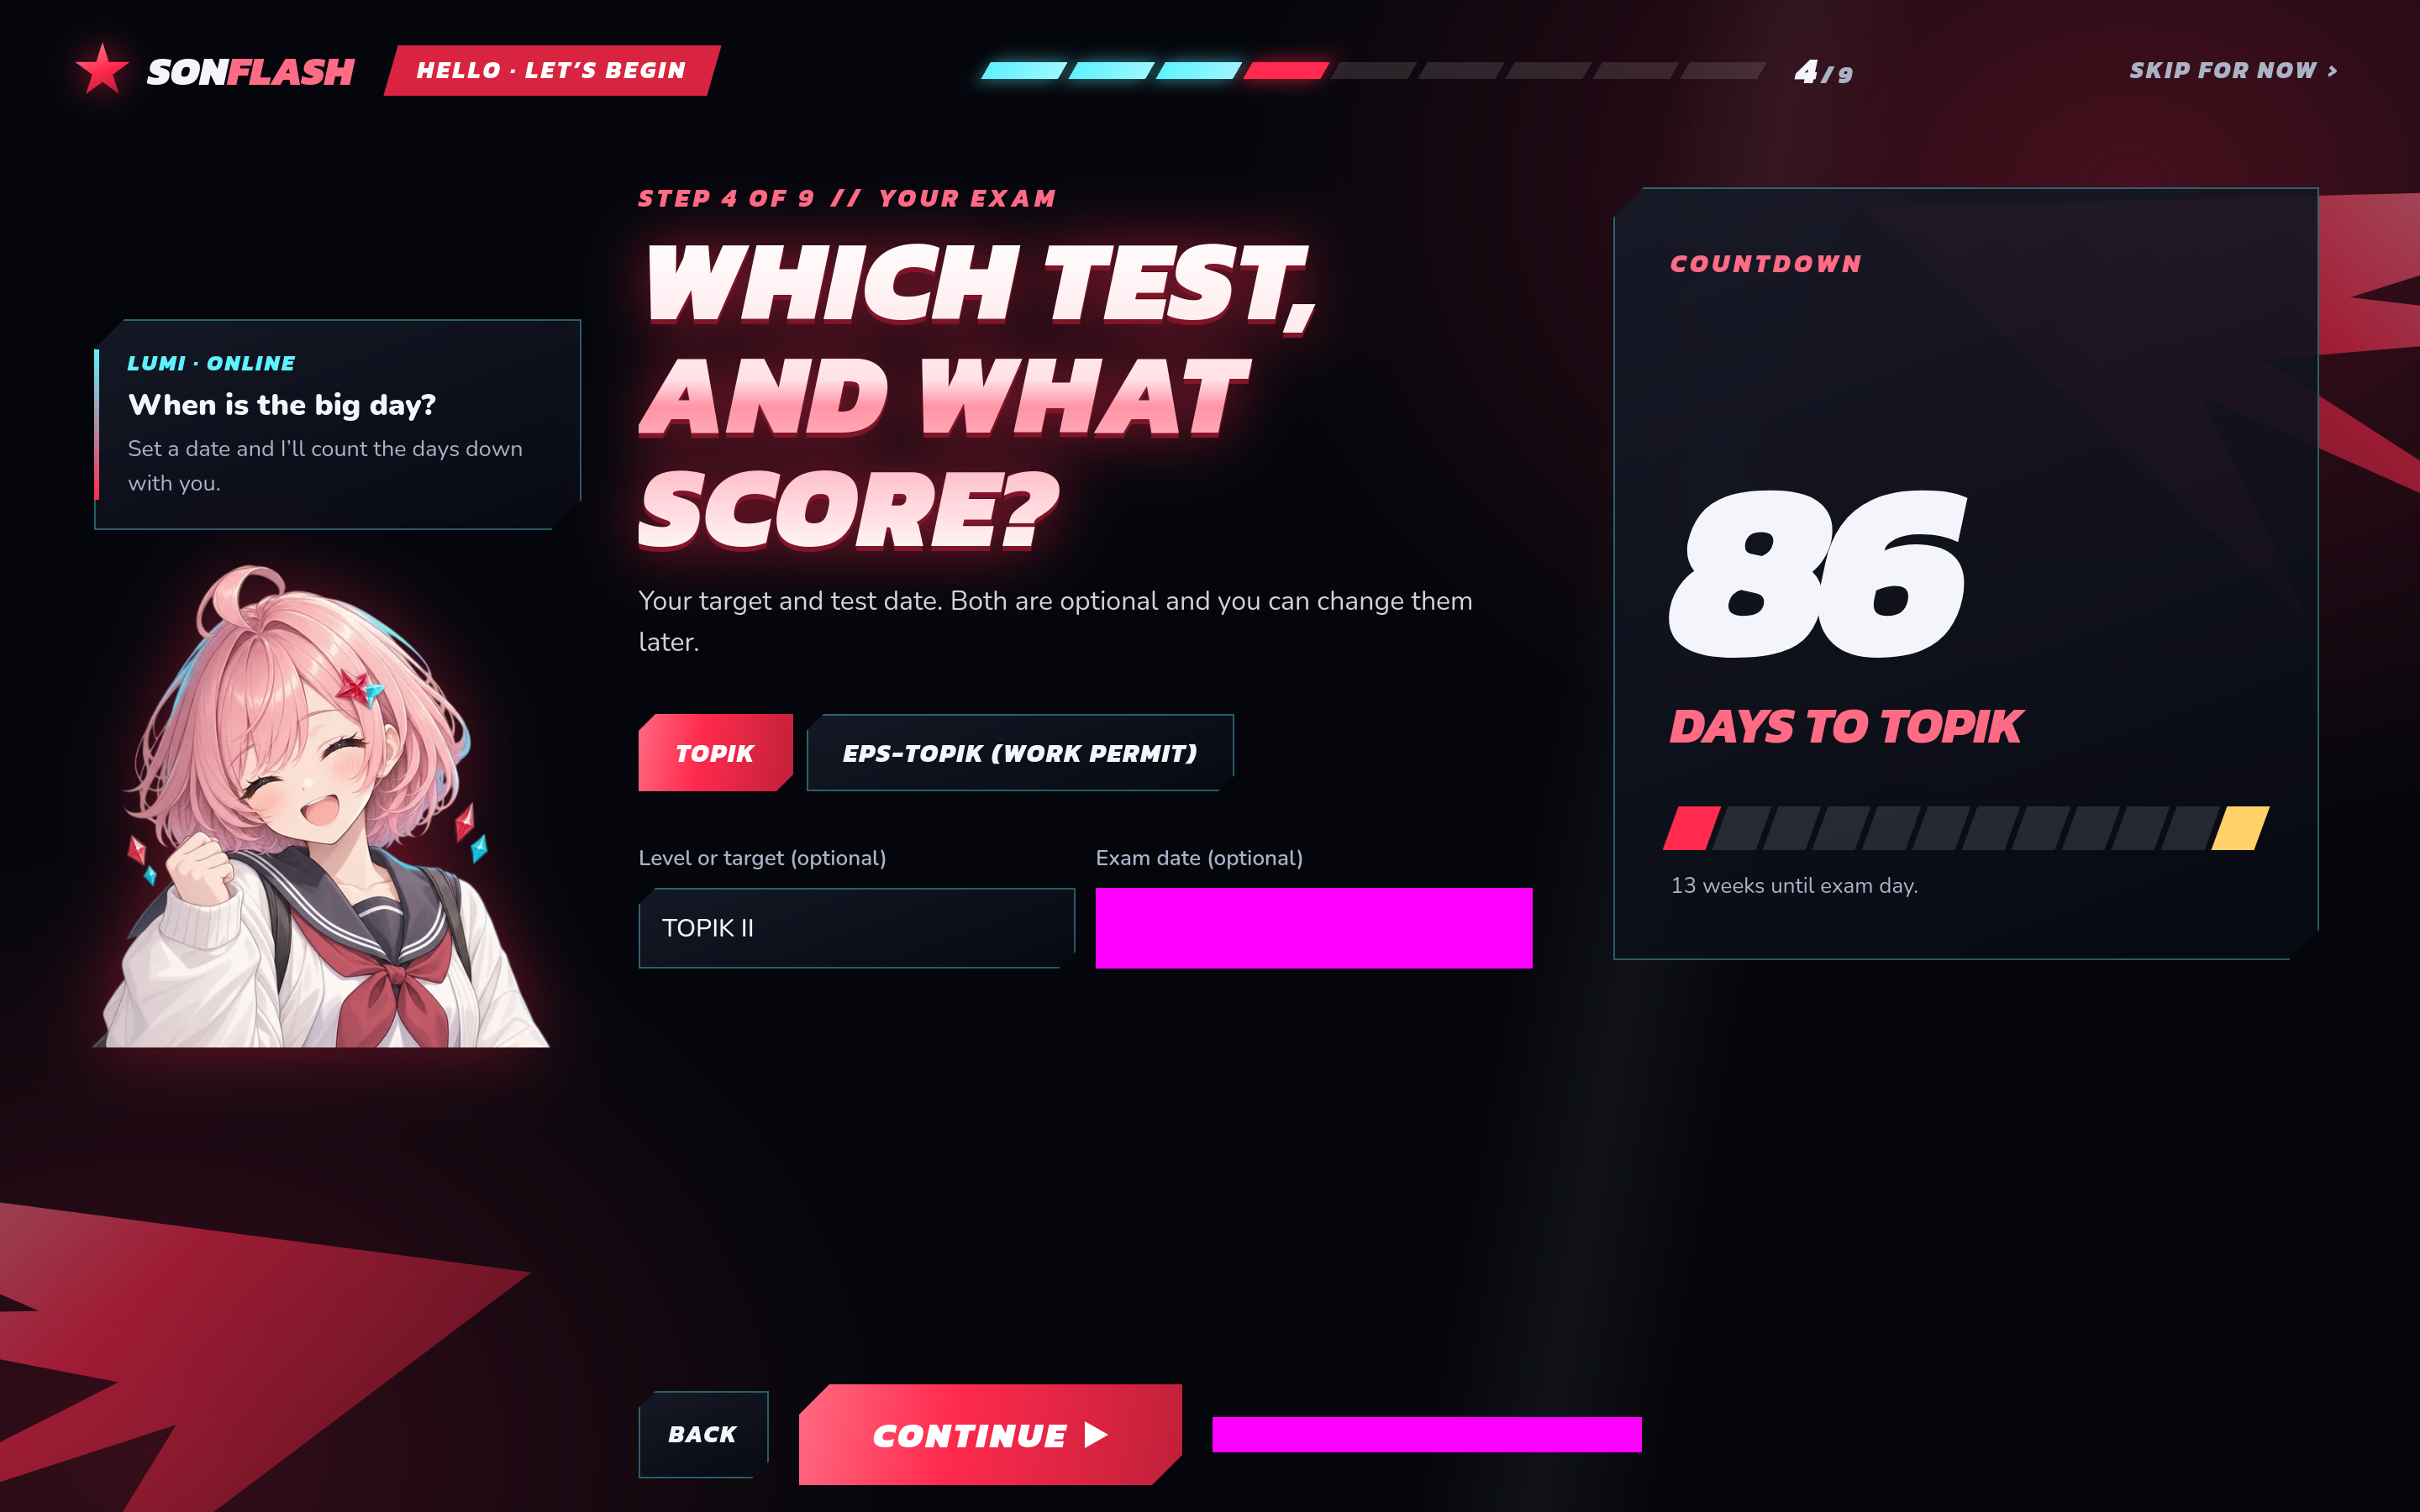 SONFLASH
HELLO · LET’S BEGIN
4 / 9
SKIP FOR NOW ›
STEP 4 OF 9 // YOUR EXAM
WHICH TEST,
AND WHAT
SCORE?
Your target and test date. Both are optional and you can change them
later.
LUMI · ONLINE
When is the big day?
Set a date and I’ll count the days down
with you.
TOPIK
EPS-TOPIK (WORK PERMIT)
Level or target (optional)
Exam date (optional)
TOPIK II
COUNTDOWN
86
DAYS TO TOPIK
13 weeks until exam day.
BACK
CONTINUE